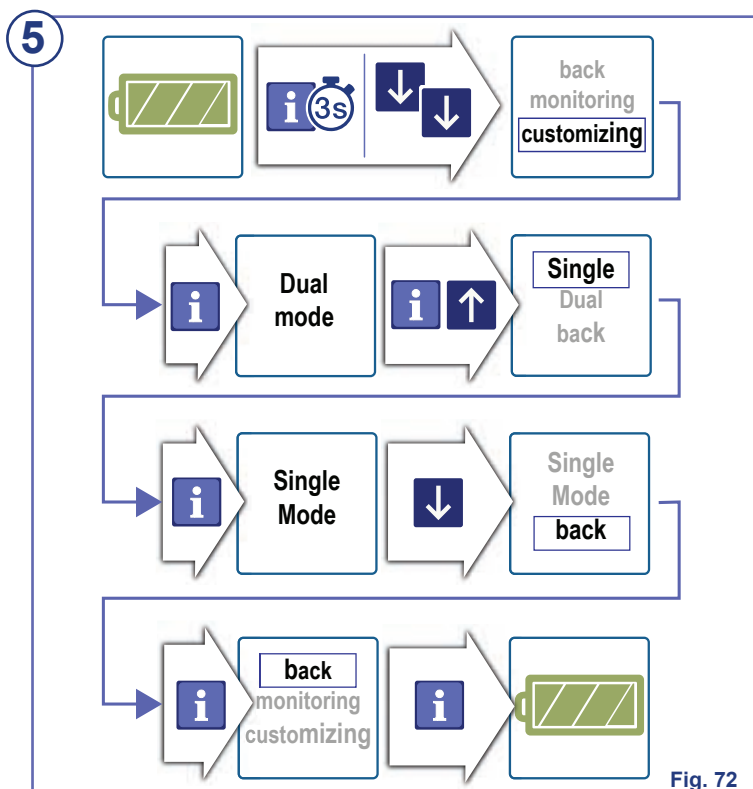 5
i 3s
back
monitoring
customizing
i
Dual
mode
i
Single
Dual
back
i
Single
Mode
Single
Mode
back
i
back
monitoring
customizing
i
Fig. 72